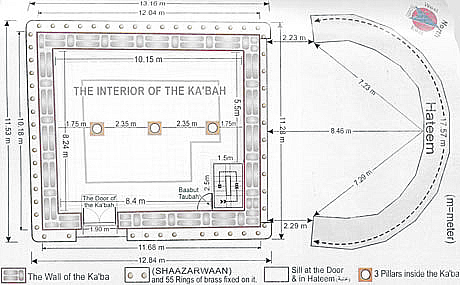 13.16 m
12.04 m
West
North
2.23 m
10.15 m
7.23 m
THE INTERIOR OF THE KA'BAH
5.5m
1.75 m
2.35 m
2.35 m
1.75m
11.53 m
10.18 m
8.24 m
11.28 m
8.46 m
Hateem
17.57 m
1.5m
2.5m
7.29 m
(m=meter)
The Door of
the Ka'bah
8.4 m
Baabut
Taubah
1.90 m
2.29 m
11.68 m
12.84 m
The Wall of the Ka'ba
(SHAAZARWAAN)
and 55 Rings of brass fixed on it.
Sill at the Door
& in Hateem
3 Pillars inside the Ka'ba